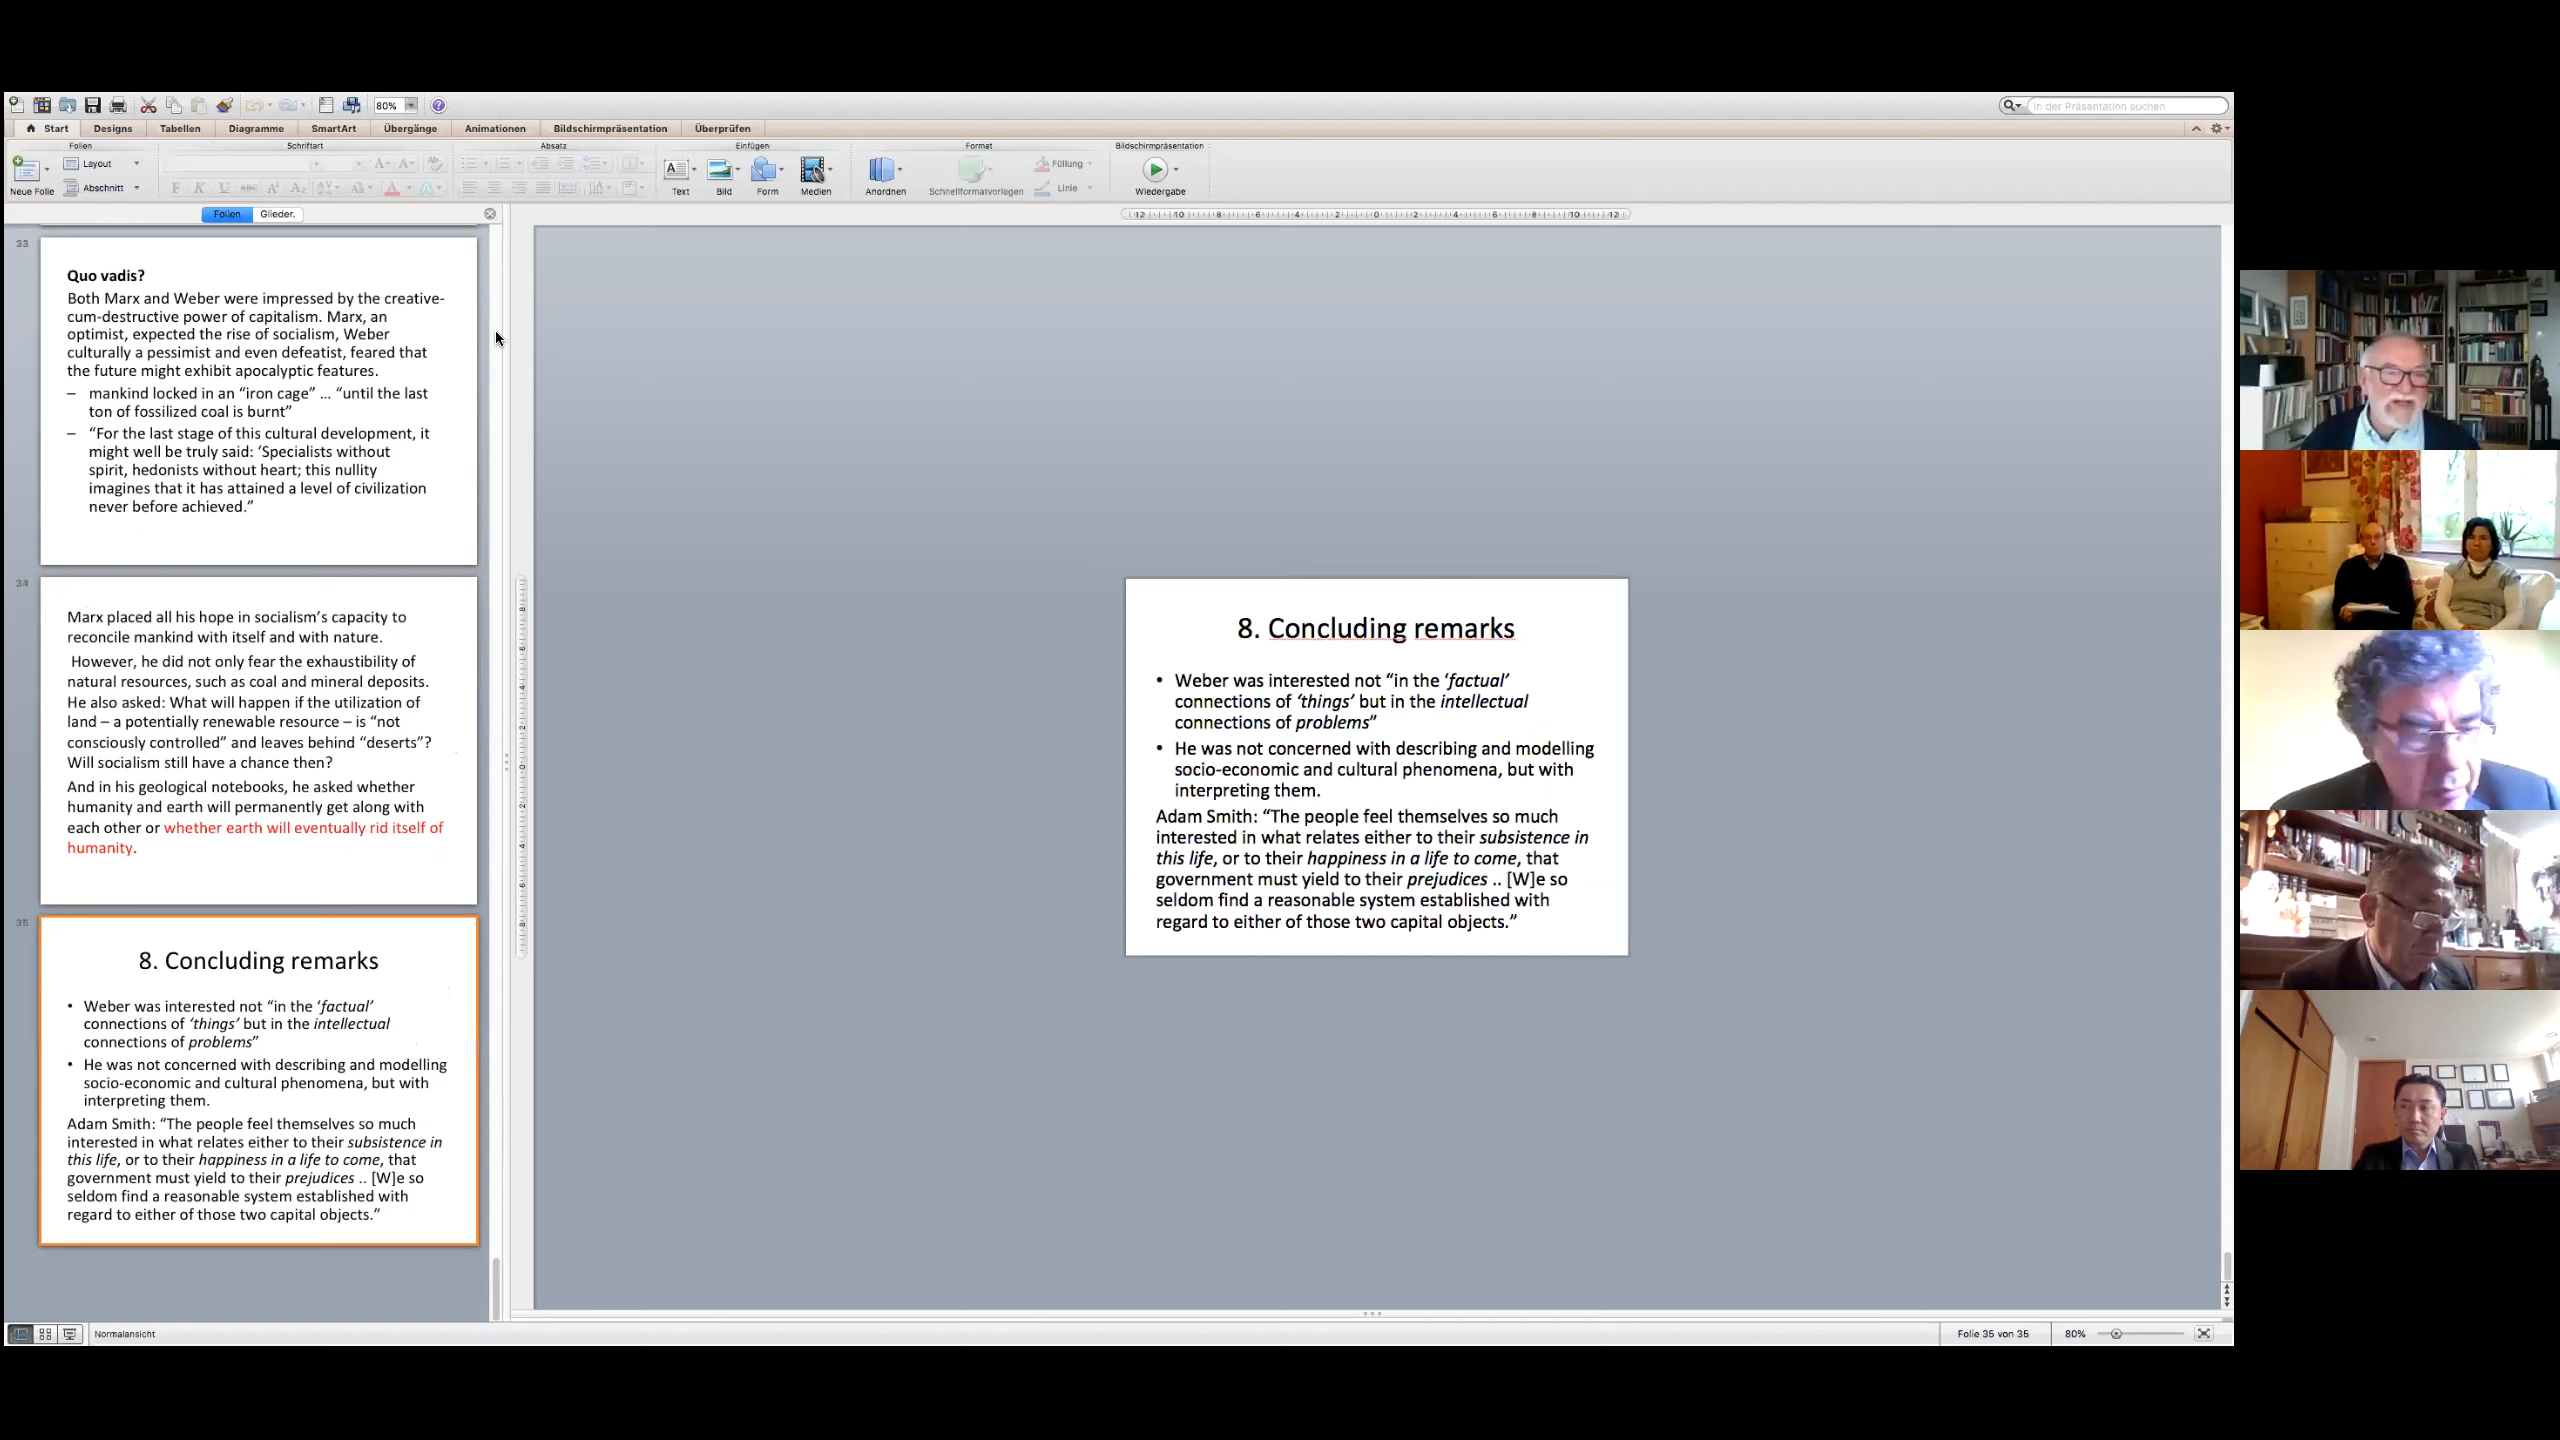 80%
In der Präsentation suchen
Start Designs Tabellen Diagramme SmartArt Übergänge Animationen Bildschirmpräsentation Überprüfen
Folien Schriftart Absatz Einfügen Format Bildschirmpräsentation
Neue Folie Layout Abschnitt
Text Bild Form Medien Anordnen Schnellformatvorlagen Füllung Linie Wiedergabe
Folien Glieder.
33
Quo vadis?
Both Marx and Weber were impressed by the creative-
cum-destructive power of capitalism. Marx, an
optimist, expected the rise of socialism, Weber
culturally a pessimist and even defeatist, feared that
the future might exhibit apocalyptic features.
– mankind locked in an “iron cage” … “until the last
ton of fossilized coal is burnt”
– “For the last stage of this cultural development, it
might well be truly said: ‘Specialists without
spirit, hedonists without heart; this nullity
imagines that it has attained a level of civilization
never before achieved.”
34
Marx placed all his hope in socialism’s capacity to
reconcile mankind with itself and with nature.
However, he did not only fear the exhaustibility of
natural resources, such as coal and mineral deposits.
He also asked: What will happen if the utilization of
land – a potentially renewable resource – is “not
consciously controlled” and leaves behind “deserts”?
Will socialism still have a chance then?
And in his geological notebooks, he asked whether
humanity and earth will permanently get along with
each other or whether earth will eventually rid itself of
humanity.
35
8. Concluding remarks
• Weber was interested not “in the ‘factual’
connections of ‘things’ but in the intellectual
connections of problems”
• He was not concerned with describing and modelling
socio-economic and cultural phenomena, but with
interpreting them.
Adam Smith: “The people feel themselves so much
interested in what relates either to their subsistence in
this life, or to their happiness in a life to come, that
government must yield to their prejudices .. [W]e so
seldom find a reasonable system established with
regard to either of those two capital objects.”
8. Concluding remarks
• Weber was interested not “in the ‘factual’
connections of ‘things’ but in the intellectual
connections of problems”
• He was not concerned with describing and modelling
socio-economic and cultural phenomena, but with
interpreting them.
Adam Smith: “The people feel themselves so much
interested in what relates either to their subsistence in
this life, or to their happiness in a life to come, that
government must yield to their prejudices .. [W]e so
seldom find a reasonable system established with
regard to either of those two capital objects.”
Normalansicht
Folie 35 von 35
80%